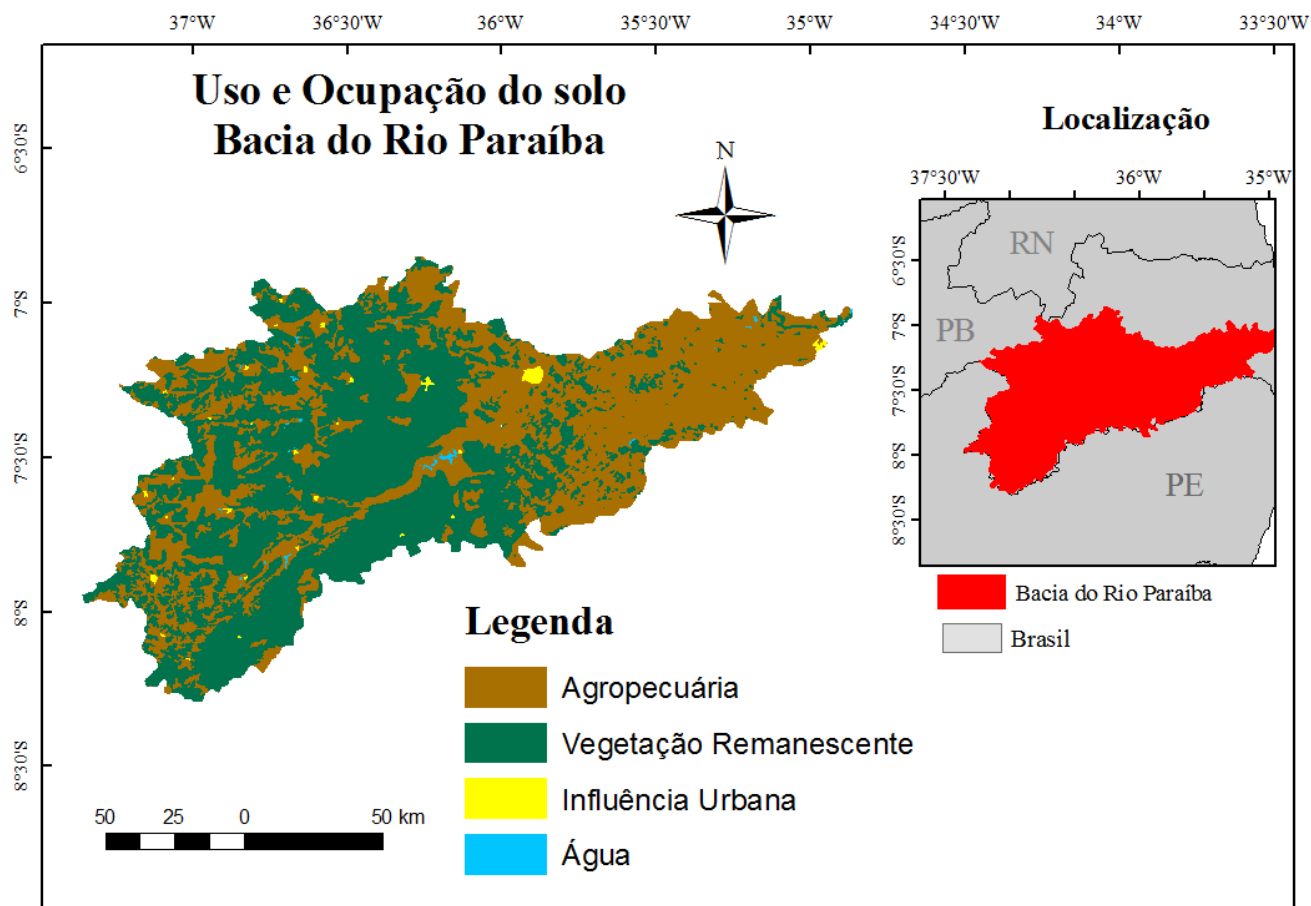 37°W 36°30'W 36°W 35°30'W 35°W 34°30'W 34°W 33°30'W
Uso e Ocupação do solo
Bacia do Rio Paraíba
N
Localização
37°30'W 36°W 35°W
6°30'S
7°S
7°30'S
8°S
8°30'S
6°30'S
7°S
7°30'S
8°S
8°30'S
RN
PB
PE
Bacia do Rio Paraíba
Brasil
Legenda
Agropecuária
Vegetação Remanescente
Influência Urbana
Água
50 25 0 50 km